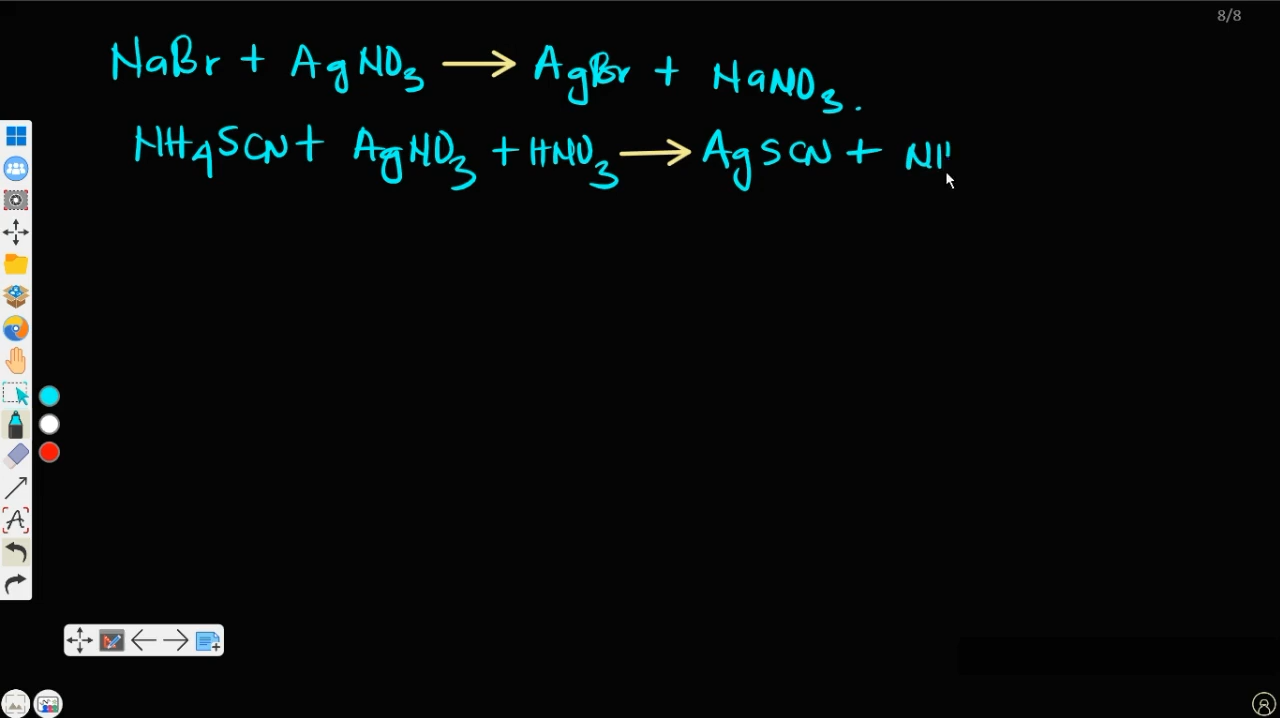 8/8
NaBr + AgNO₃ → AgBr + NaNO₃.
NH₄SCN + AgNO₃ + HNO₃ → AgSCN + N